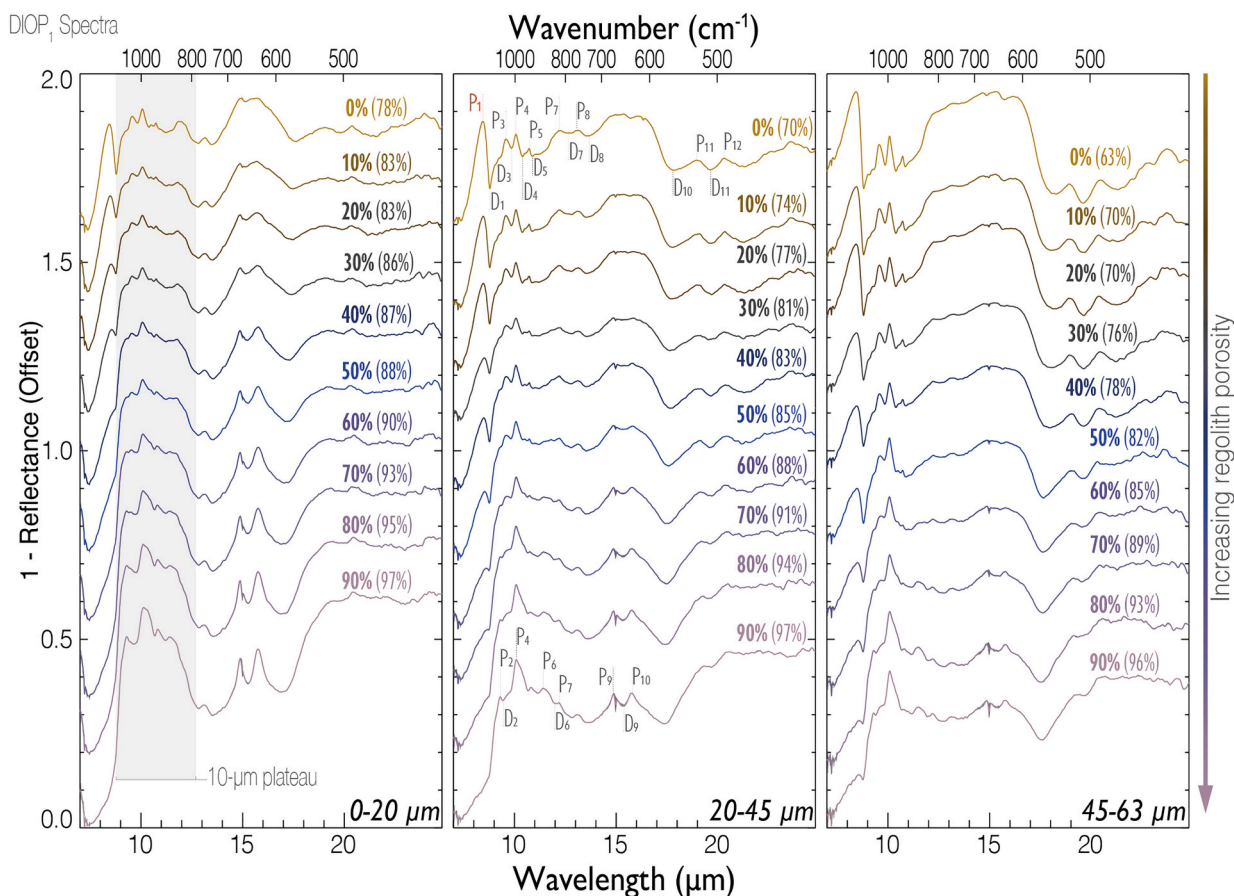 DIOP₁ Spectra
Wavenumber (cm⁻¹)
1000 800 700 600 500
1000 800 700 600 500
1000 800 700 600 500
1 - Reflectance (Offset)
2.0
1.5
1.0
0.5
0.0
0% (78%)
10% (83%)
20% (83%)
30% (86%)
40% (87%)
50% (88%)
60% (90%)
70% (93%)
80% (95%)
90% (97%)
10-μm plateau
0-20 μm
P₁
P₃
P₄
P₅
P₇
P₈
P₁₁
P₁₂
D₁
D₃
D₄
D₅
D₇
D₈
D₁₀
D₁₁
0% (70%)
10% (74%)
20% (77%)
30% (81%)
40% (83%)
50% (85%)
60% (88%)
70% (91%)
80% (94%)
90% (97%)
P₂
P₄
P₆
P₇
P₉
P₁₀
D₂
D₆
D₉
20-45 μm
0% (63%)
10% (70%)
20% (70%)
30% (76%)
40% (78%)
50% (82%)
60% (85%)
70% (89%)
80% (93%)
90% (96%)
45-63 μm
Increasing regolith porosity
10 15 20
10 15 20
10 15 20
Wavelength (μm)